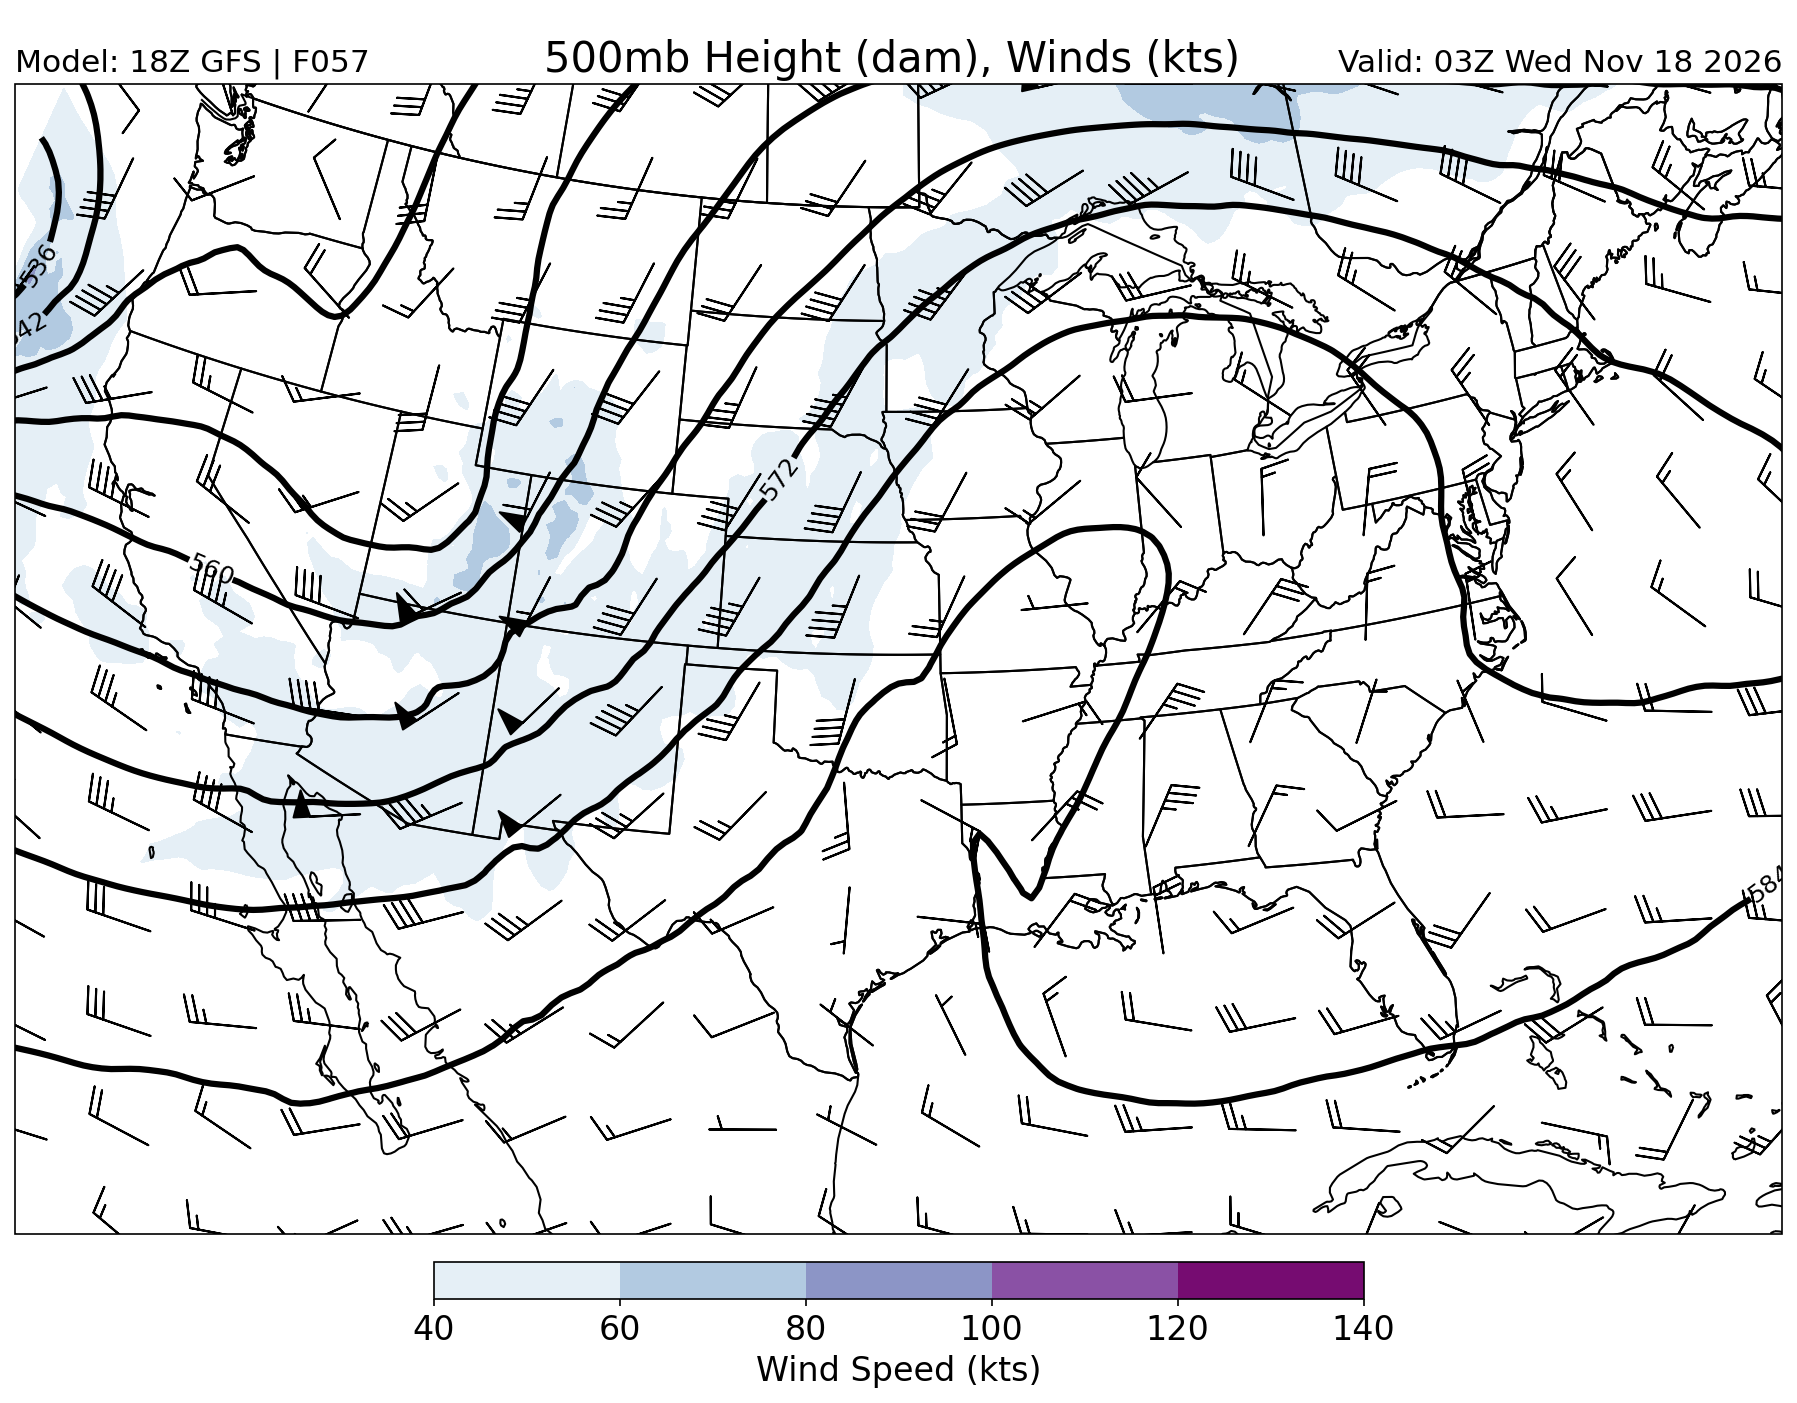 Model: 18Z GFS | F057
500mb Height (dam), Winds (kts)
Valid: 03Z Wed Nov 18 2026
536
42
560
572
584
40 60 80 100 120 140
Wind Speed (kts)